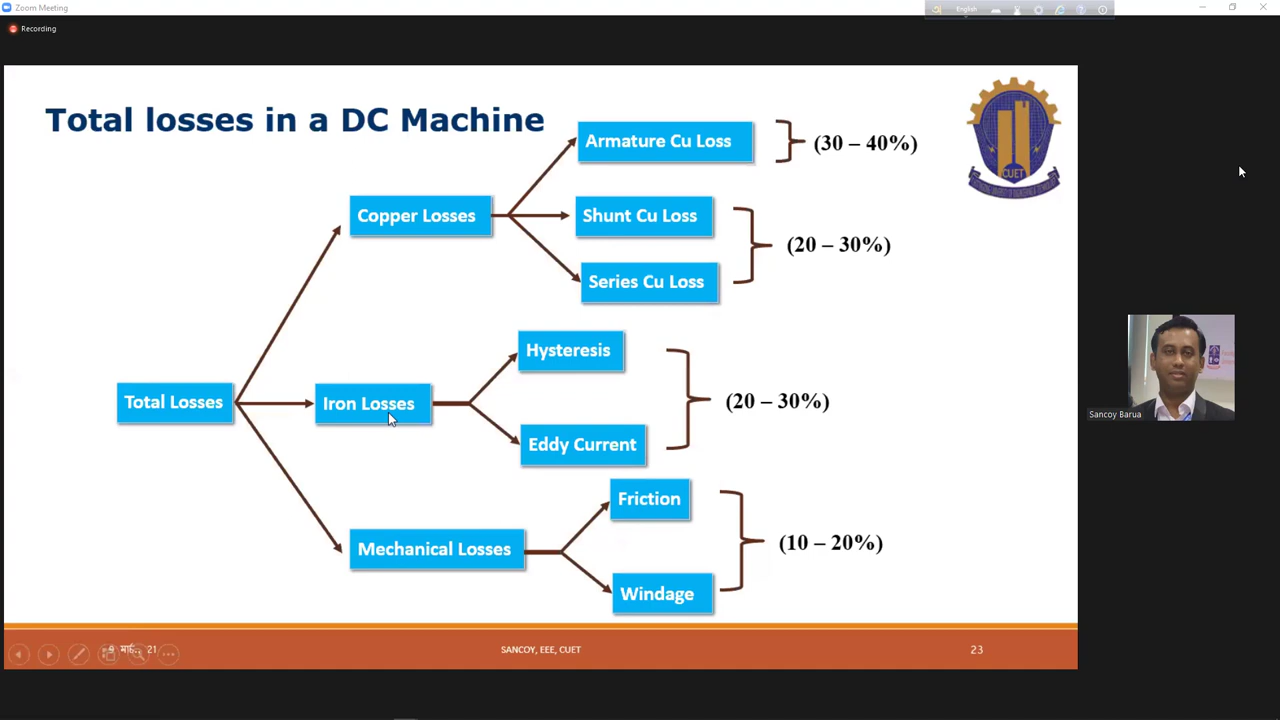 Zoom Meeting
English
Recording
Total losses in a DC Machine
Armature Cu Loss
(30 – 40%)
CUET
Copper Losses
Shunt Cu Loss
(20 – 30%)
Series Cu Loss
Hysteresis
Total Losses
Iron Losses
(20 – 30%)
Eddy Current
Sancoy Barua
Friction
Mechanical Losses
(10 – 20%)
Windage
SANCOY, EEE, CUET
23